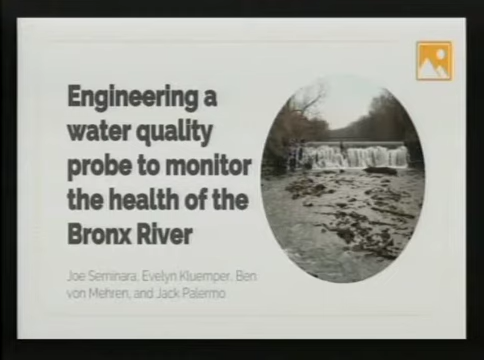 Engineering a
water quality
probe to monitor
the health of the
Bronx River
Joe Seminara, Evelyn Kluemper, Ben
von Mehren, and Jack Palermo